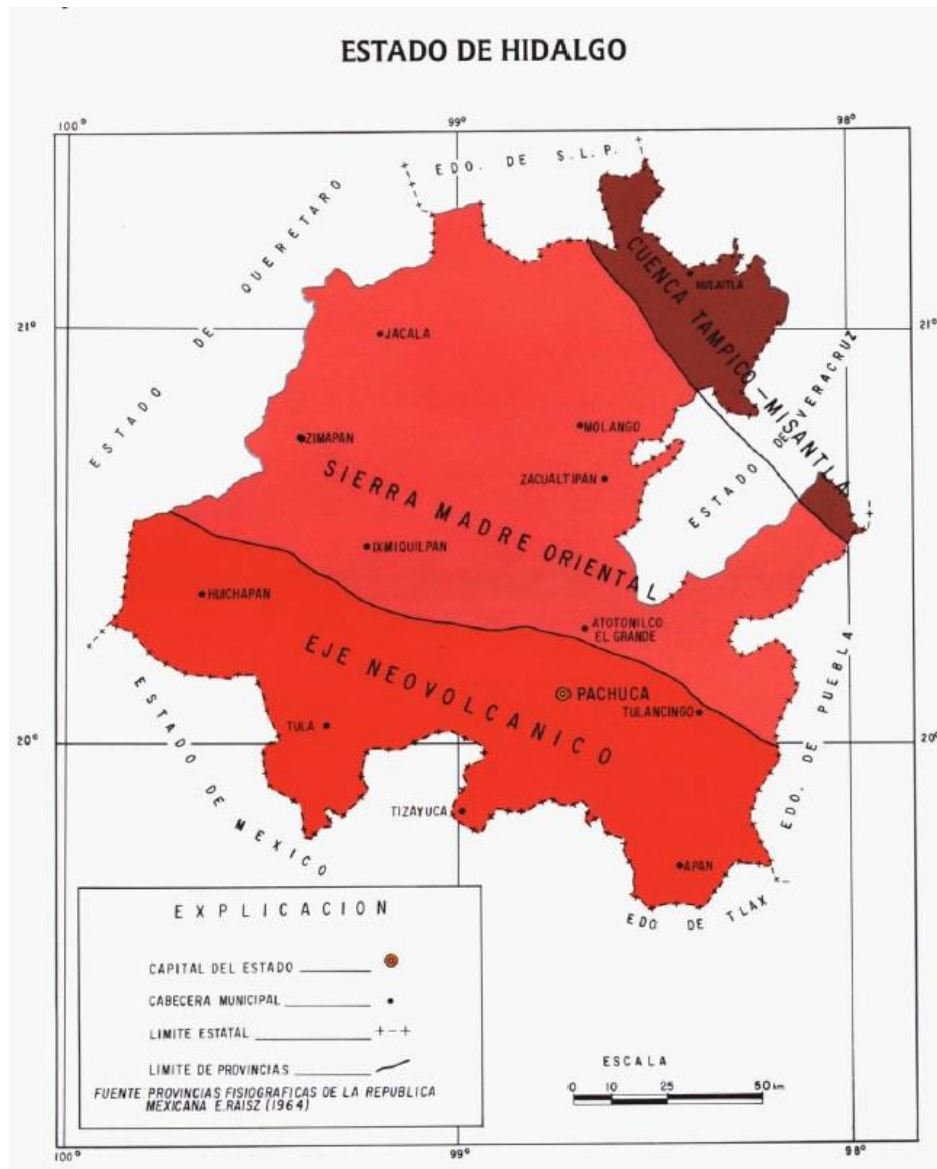 ESTADO DE HIDALGO
100°
99°
98°
EDO. DE S.L.P.
ESTADO DE QUERETARO
CUENCA TAMPICO-MISANTLA
HUEJUTLA
21°
21°
JACALA
ESTADO DE VERACRUZ
MOLANGO
ZIMAPAN
ZACUALTIPAN
SIERRA MADRE ORIENTAL
IXMIQUILPAN
HUICHAPAN
ATOTONILCO
EL GRANDE
EJE NEOVOLCANICO
PACHUCA
TULANCINGO
EDO. DE PUEBLA
TULA
20°
20°
ESTADO DE MEXICO
TIZAYUCA
APAN
EDO DE TLAX
EXPLICACION
CAPITAL DEL ESTADO
CABECERA MUNICIPAL
LIMITE ESTATAL
LIMITE DE PROVINCIAS
FUENTE PROVINCIAS FISIOGRAFICAS DE LA REPUBLICA
MEXICANA E.RAISZ (1964)
ESCALA
0 10 25 50 km
100°
99°
98°